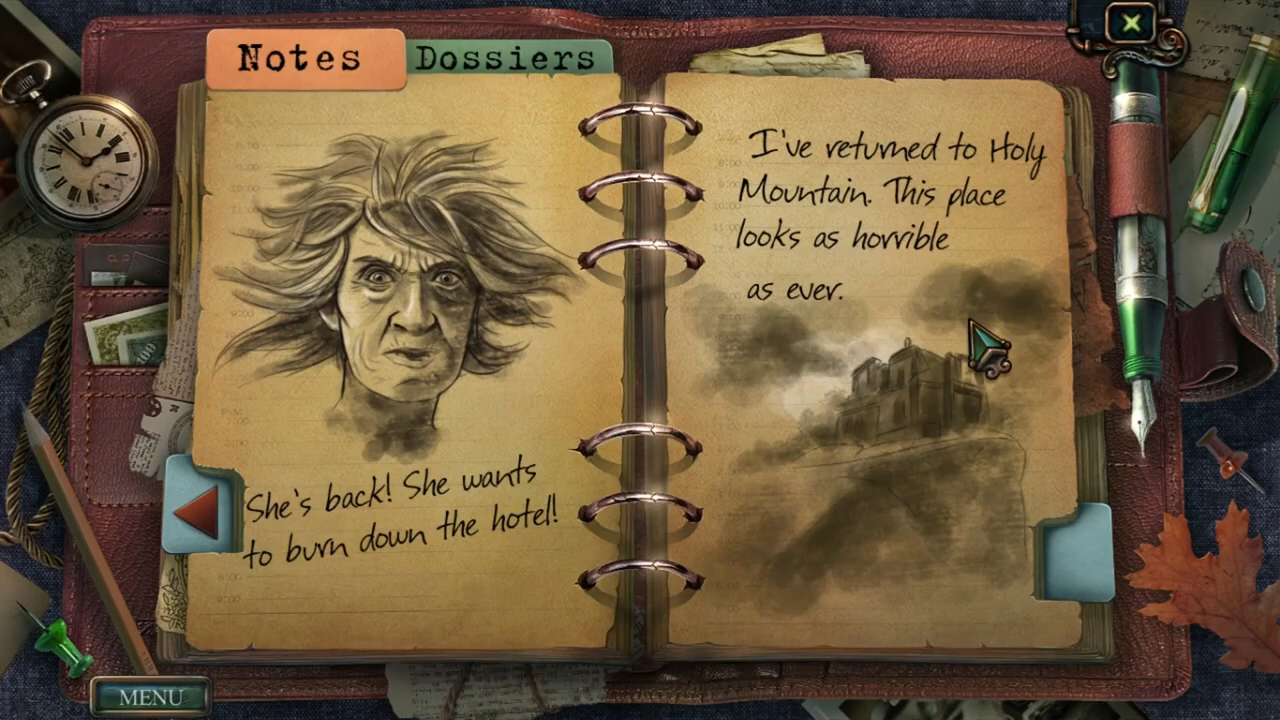 Notes
Dossiers
She's back! She wants
to burn down the hotel!
I've returned to Holy
Mountain. This place
looks as horrible
as ever.
MENU